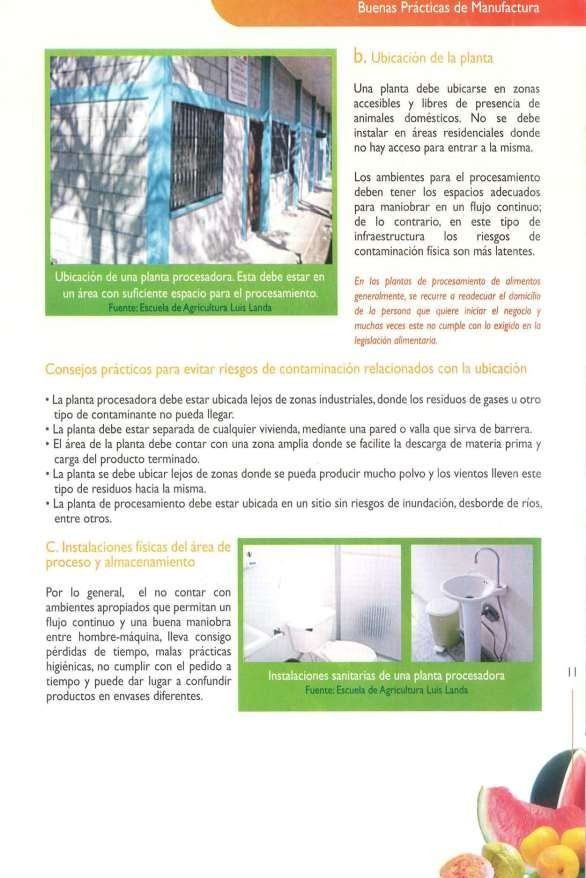 Buenas Prácticas de Manufactura
b. Ubicación de la planta
Una planta debe ubicarse en zonas
accesibles y libres de presencia de
animales domésticos. No se debe
instalar en áreas residenciales donde
no hay acceso para entrar a la misma.
Los ambientes para el procesamiento
deben tener los espacios adecuados
para maniobrar en un flujo continuo;
de lo contrario, en este tipo de
infraestructura los riesgos de
contaminación física son más latentes.
En las plantas de procesamiento de alimentos
generalmente, se recurre a readecuar el domicilio
de la persona que quiere iniciar el negocio y
muchas veces este no cumple con lo exigido en la
legislación alimentaria.
Ubicación de una planta procesadora. Esta debe estar en
un área con suficiente espacio para el procesamiento.
Fuente: Escuela de Agricultura Luis Landa
Consejos prácticos para evitar riesgos de contaminación relacionados con la ubicación
• La planta procesadora debe estar ubicada lejos de zonas industriales, donde los residuos de gases u otro
tipo de contaminante no pueda llegar.
• La planta debe estar separada de cualquier vivienda, mediante una pared o valla que sirva de barrera.
• El área de la planta debe contar con una zona amplia donde se facilite la descarga de materia prima y
carga del producto terminado.
• La planta se debe ubicar lejos de zonas donde se pueda producir mucho polvo y los vientos lleven este
tipo de residuos hacia la misma.
• La planta de procesamiento debe estar ubicada en un sitio sin riesgos de inundación, desborde de ríos,
entre otros.
C. Instalaciones físicas del área de
proceso y almacenamiento
Por lo general, el no contar con
ambientes apropiados que permitan un
flujo continuo y una buena maniobra
entre hombre-máquina, lleva consigo
pérdidas de tiempo, malas prácticas
higiénicas, no cumplir con el pedido a
tiempo y puede dar lugar a confundir
productos en envases diferentes.
Instalaciones sanitarias de una planta procesadora
Fuente: Escuela de Agricultura Luis Landa
11